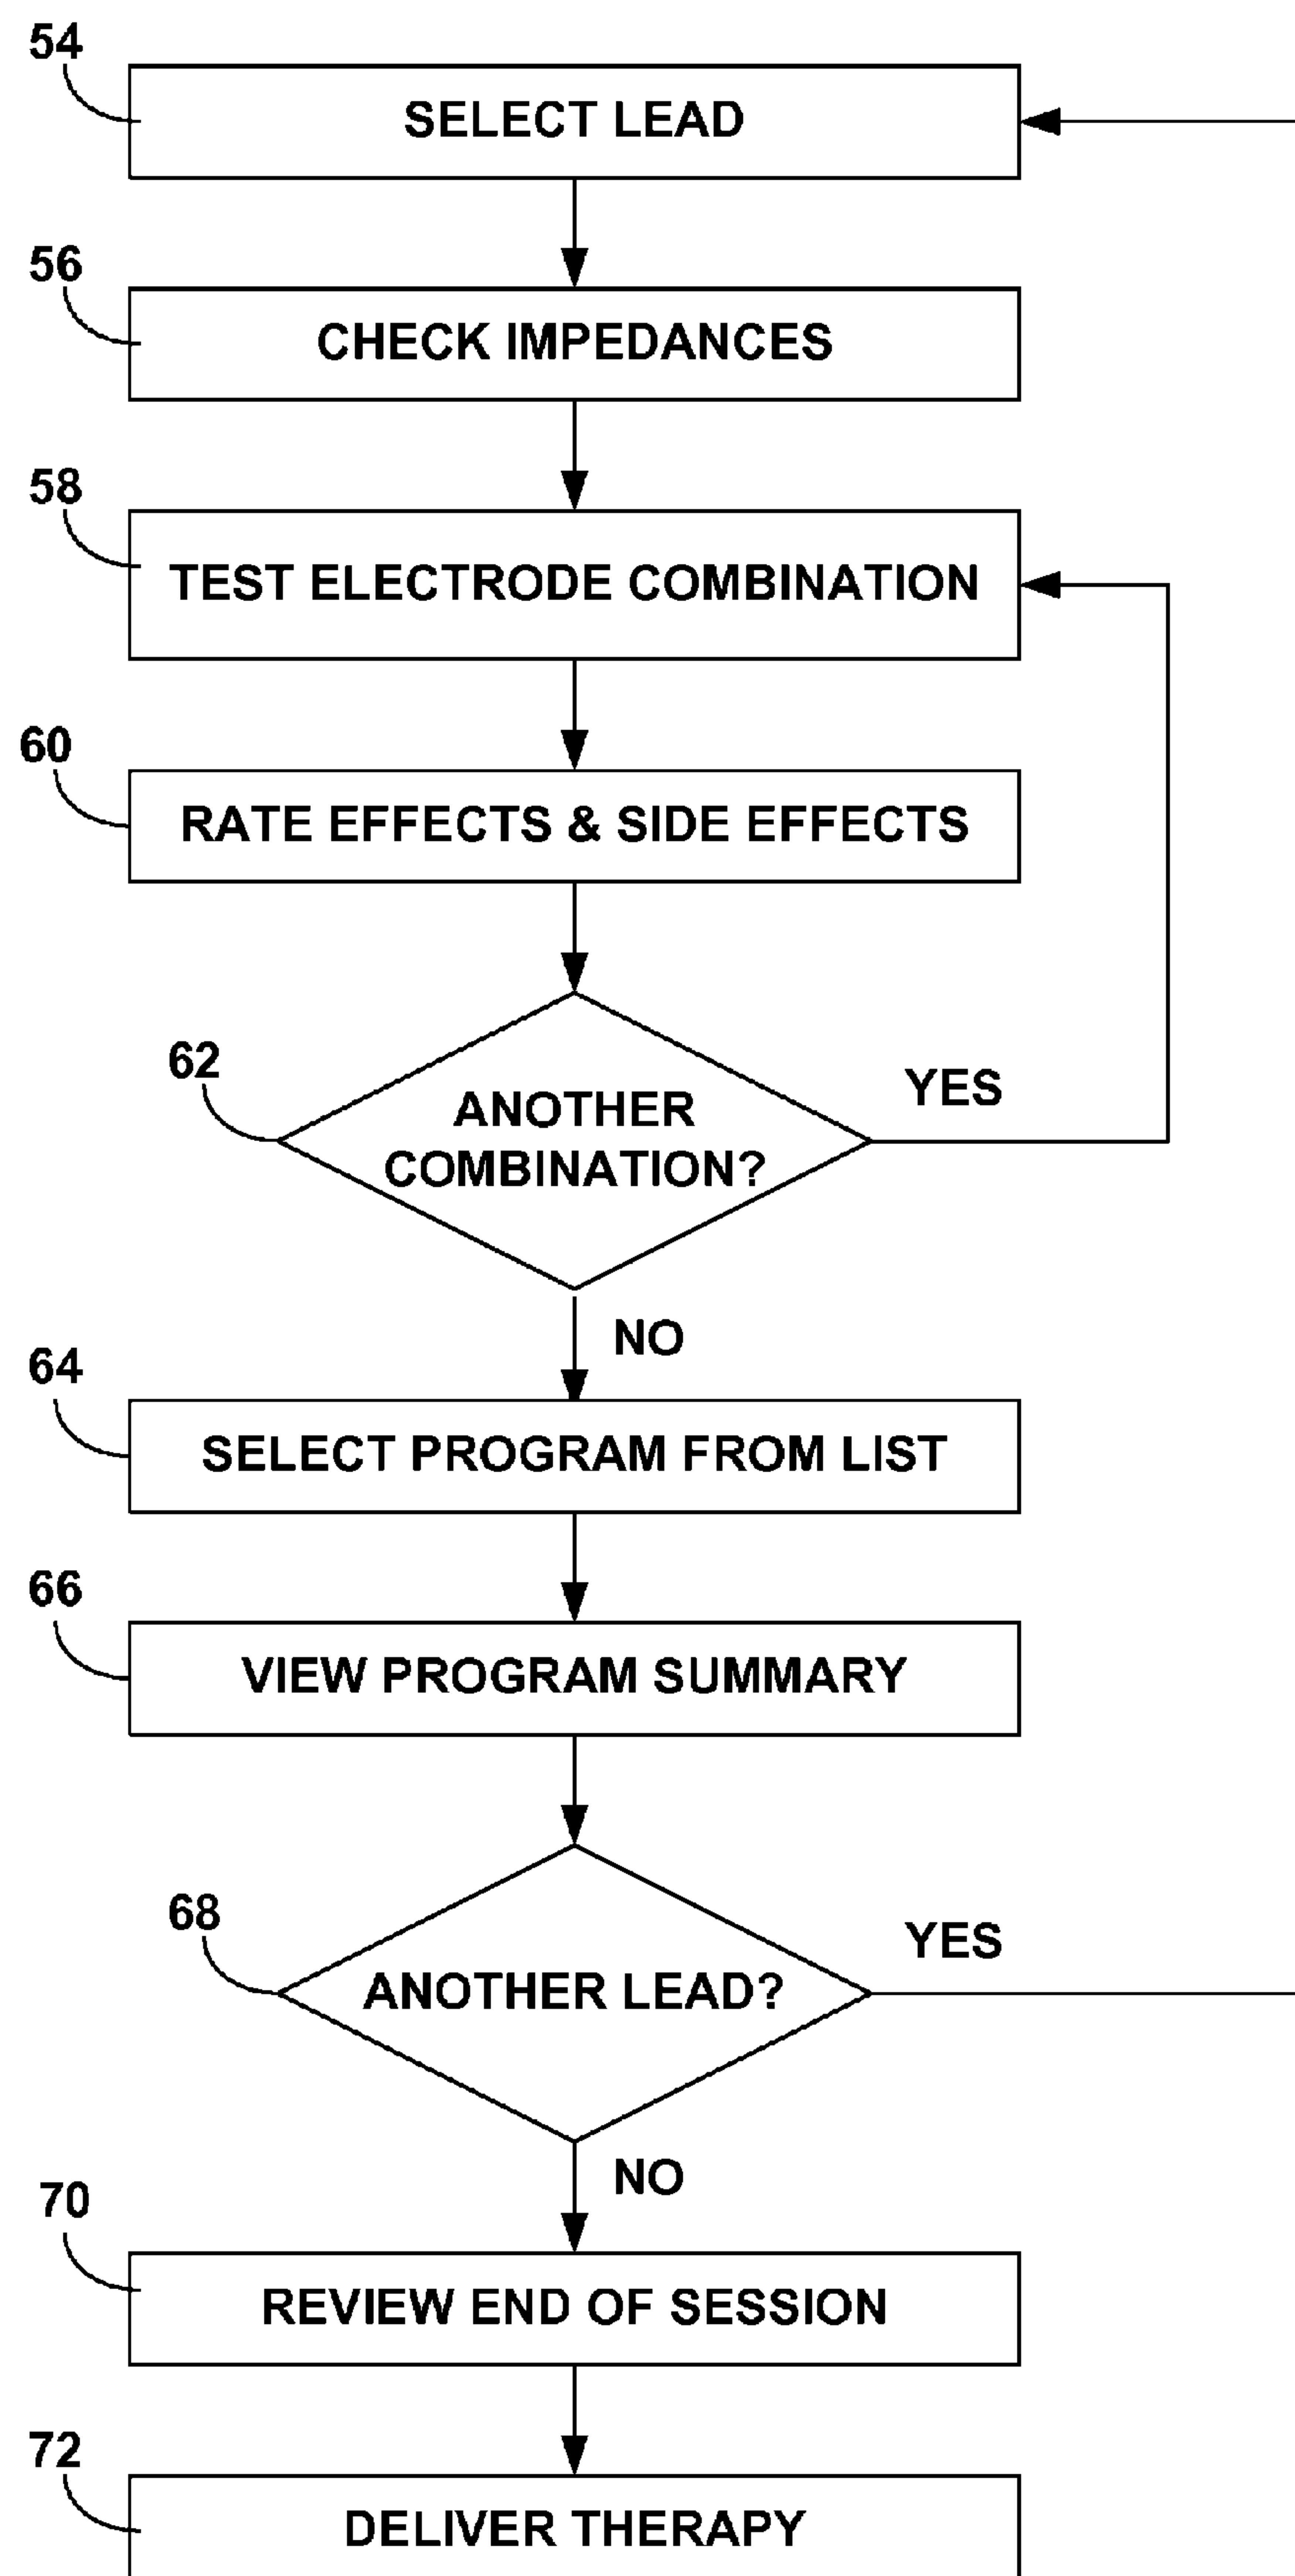 54
SELECT LEAD
56
CHECK IMPEDANCES
58
TEST ELECTRODE COMBINATION
60
RATE EFFECTS & SIDE EFFECTS
62
ANOTHER
COMBINATION?
YES
NO
64
SELECT PROGRAM FROM LIST
66
VIEW PROGRAM SUMMARY
68
ANOTHER LEAD?
YES
NO
70
REVIEW END OF SESSION
72
DELIVER THERAPY